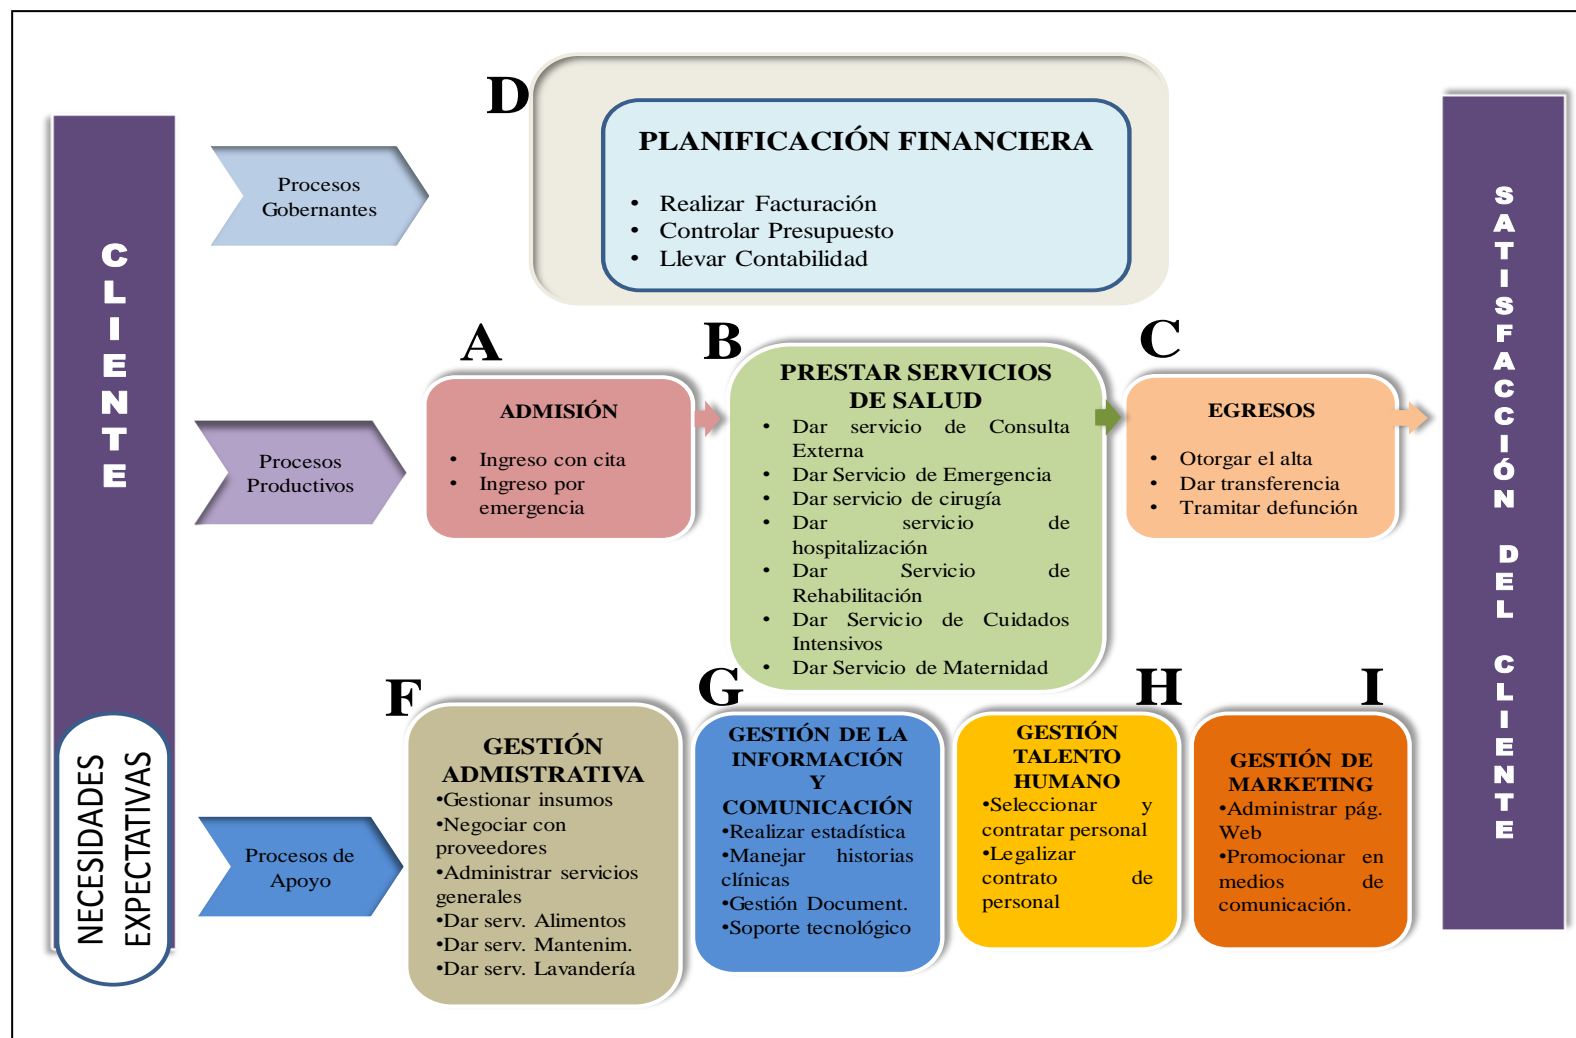 CLIENTE
NECESIDADES
EXPECTATIVAS
Procesos
Gobernantes
D
PLANIFICACIÓN FINANCIERA
• Realizar Facturación
• Controlar Presupuesto
• Llevar Contabilidad
Procesos
Productivos
A
ADMISIÓN
• Ingreso con cita
• Ingreso por
emergencia
B
PRESTAR SERVICIOS
DE SALUD
• Dar servicio de Consulta
Externa
• Dar Servicio de Emergencia
• Dar servicio de cirugía
• Dar servicio de
hospitalización
• Dar Servicio de
Rehabilitación
• Dar Servicio de Cuidados
Intensivos
• Dar Servicio de Maternidad
C
EGRESOS
• Otorgar el alta
• Dar transferencia
• Tramitar defunción
Procesos de
Apoyo
F
GESTIÓN
ADMISTRATIVA
•Gestionar insumos
•Negociar con
proveedores
•Administrar servicios
generales
•Dar serv. Alimentos
•Dar serv. Mantenim.
•Dar serv. Lavandería
G
GESTIÓN DE LA
INFORMACIÓN
Y
COMUNICACIÓN
•Realizar estadística
•Manejar historias
clínicas
•Gestión Document.
•Soporte tecnológico
H
GESTIÓN
TALENTO
HUMANO
•Seleccionar y
contratar personal
•Legalizar
contrato de
personal
I
GESTIÓN DE
MARKETING
•Administrar pág.
Web
•Promocionar en
medios de
comunicación.
SATISFACCIÓN DEL CLIENTE